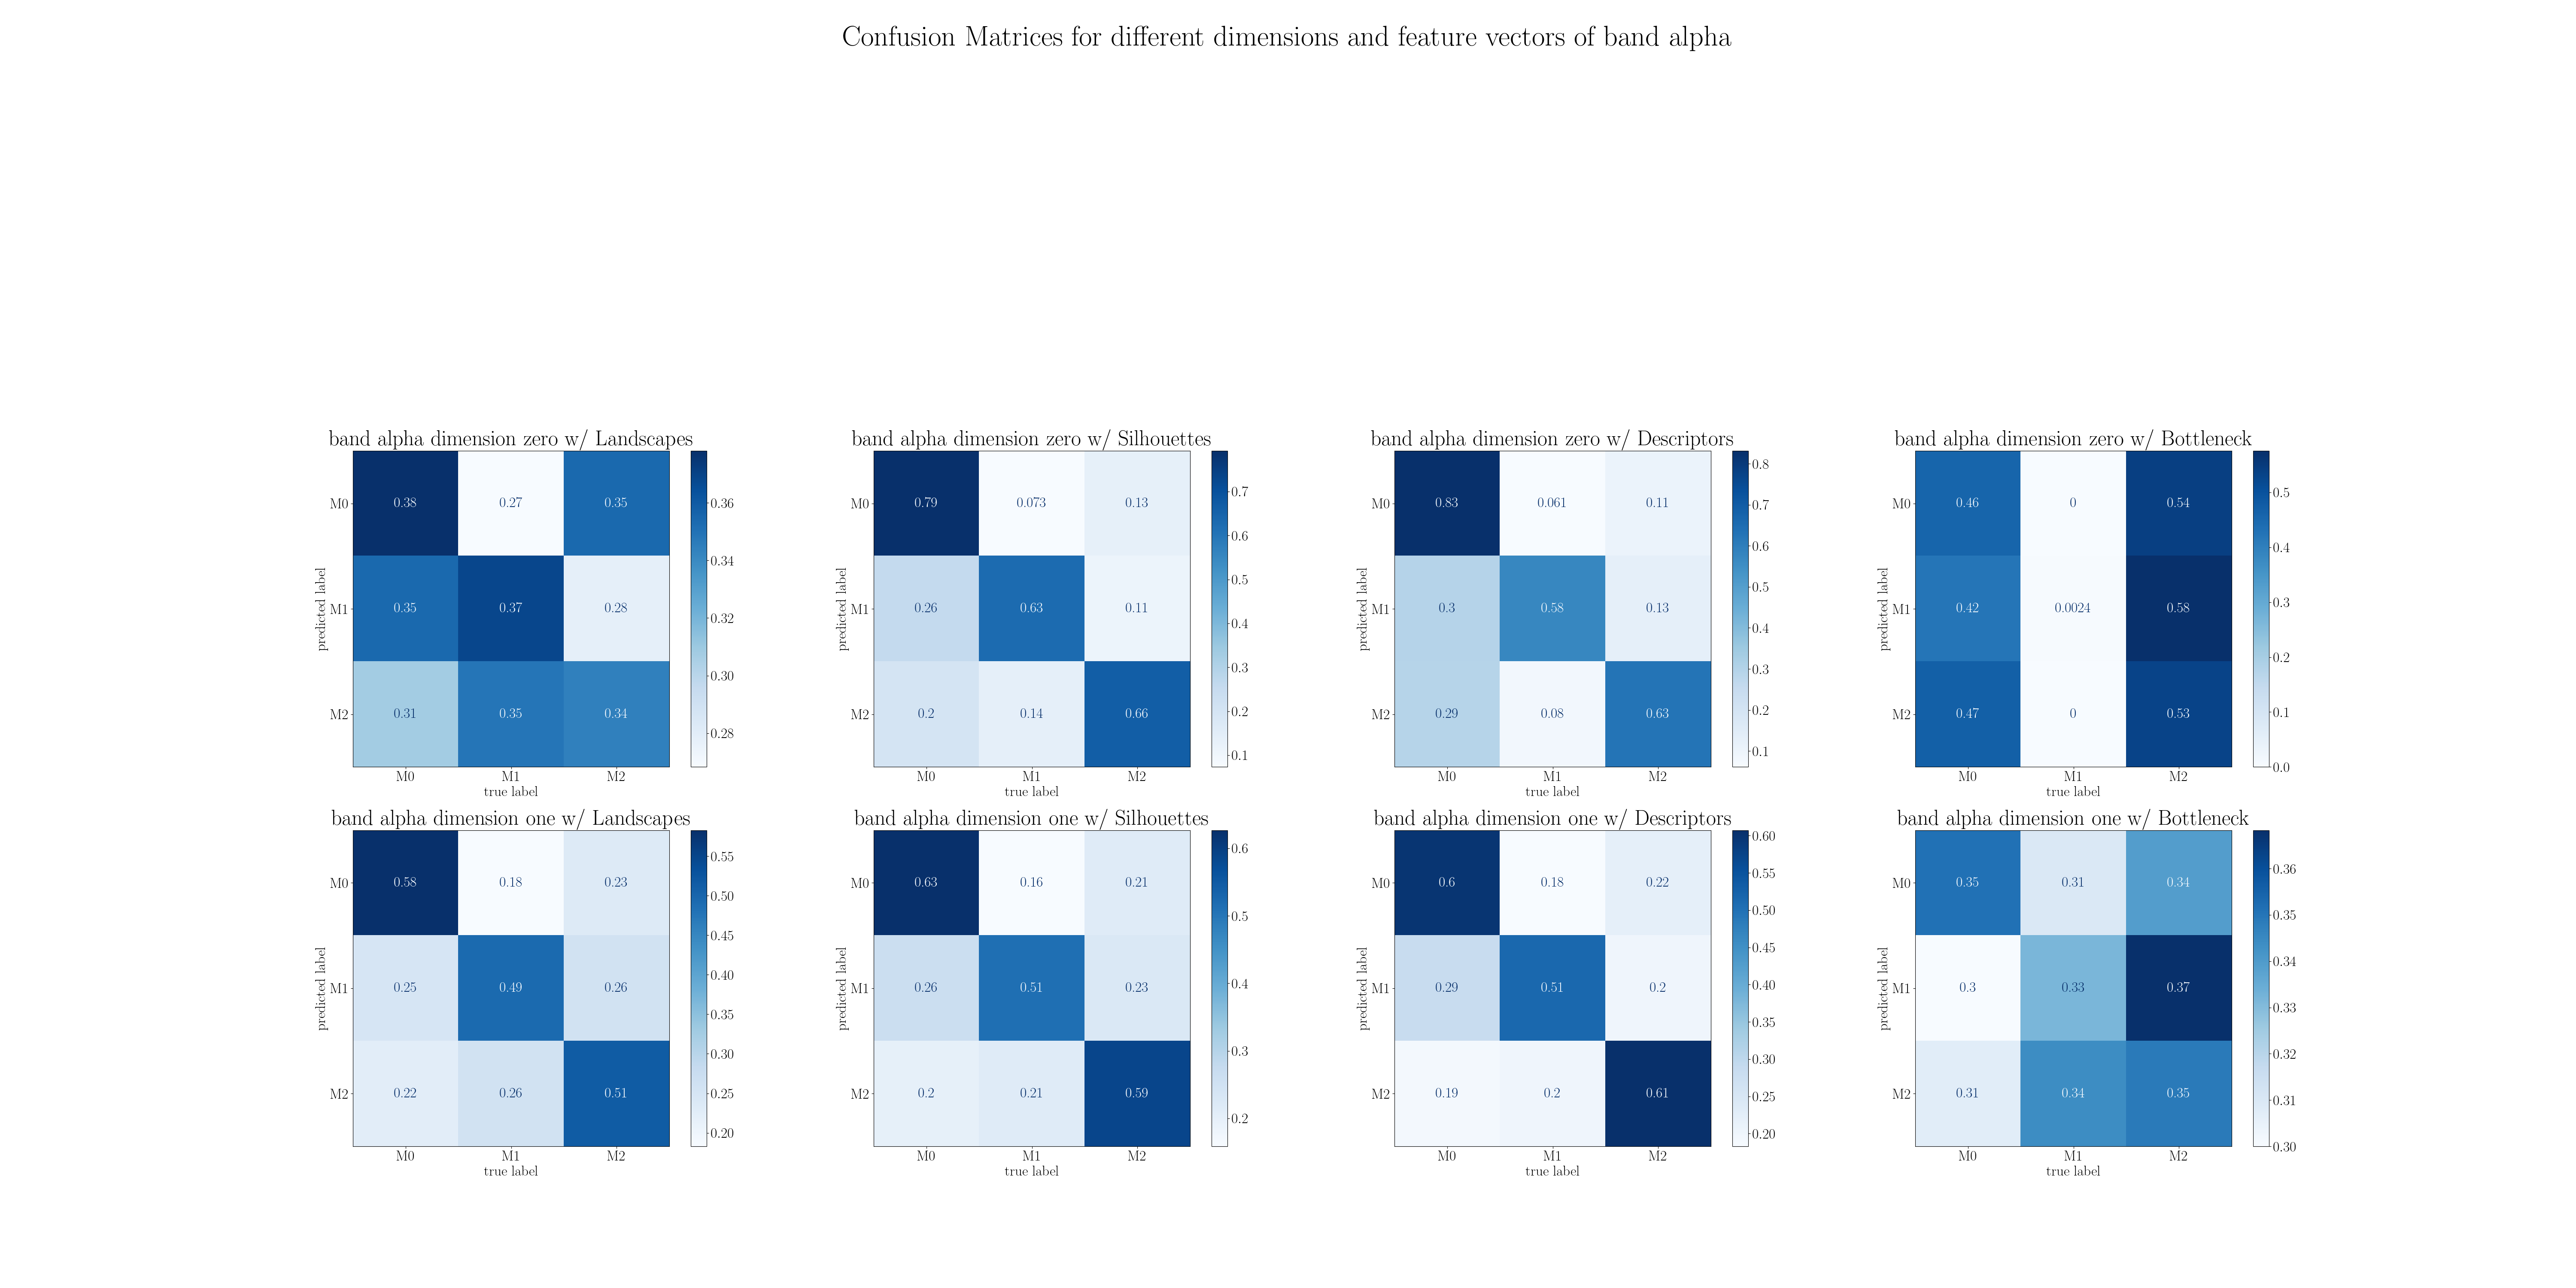 Confusion Matrices for different dimensions and feature vectors of band alpha
band alpha dimension zero w/ Landscapes
predicted label
M0 0.38 0.27 0.35
M1 0.35 0.37 0.28
M2 0.31 0.35 0.34
M0 M1 M2
true label
0.36
0.34
0.32
0.30
0.28
band alpha dimension zero w/ Silhouettes
predicted label
M0 0.79 0.073 0.13
M1 0.26 0.63 0.11
M2 0.2 0.14 0.66
M0 M1 M2
true label
0.7
0.6
0.5
0.4
0.3
0.2
0.1
band alpha dimension zero w/ Descriptors
predicted label
M0 0.83 0.061 0.11
M1 0.3 0.58 0.13
M2 0.29 0.08 0.63
M0 M1 M2
true label
0.8
0.7
0.6
0.5
0.4
0.3
0.2
0.1
band alpha dimension zero w/ Bottleneck
predicted label
M0 0.46 0 0.54
M1 0.42 0.0024 0.58
M2 0.47 0 0.53
M0 M1 M2
true label
0.5
0.4
0.3
0.2
0.1
0.0
band alpha dimension one w/ Landscapes
predicted label
M0 0.58 0.18 0.23
M1 0.25 0.49 0.26
M2 0.22 0.26 0.51
M0 M1 M2
true label
0.55
0.50
0.45
0.40
0.35
0.30
0.25
0.20
band alpha dimension one w/ Silhouettes
predicted label
M0 0.63 0.16 0.21
M1 0.26 0.51 0.23
M2 0.2 0.21 0.59
M0 M1 M2
true label
0.6
0.5
0.4
0.3
0.2
band alpha dimension one w/ Descriptors
predicted label
M0 0.6 0.18 0.22
M1 0.29 0.51 0.2
M2 0.19 0.2 0.61
M0 M1 M2
true label
0.60
0.55
0.50
0.45
0.40
0.35
0.30
0.25
0.20
band alpha dimension one w/ Bottleneck
predicted label
M0 0.35 0.31 0.34
M1 0.3 0.33 0.37
M2 0.31 0.34 0.35
M0 M1 M2
true label
0.36
0.35
0.34
0.33
0.32
0.31
0.30